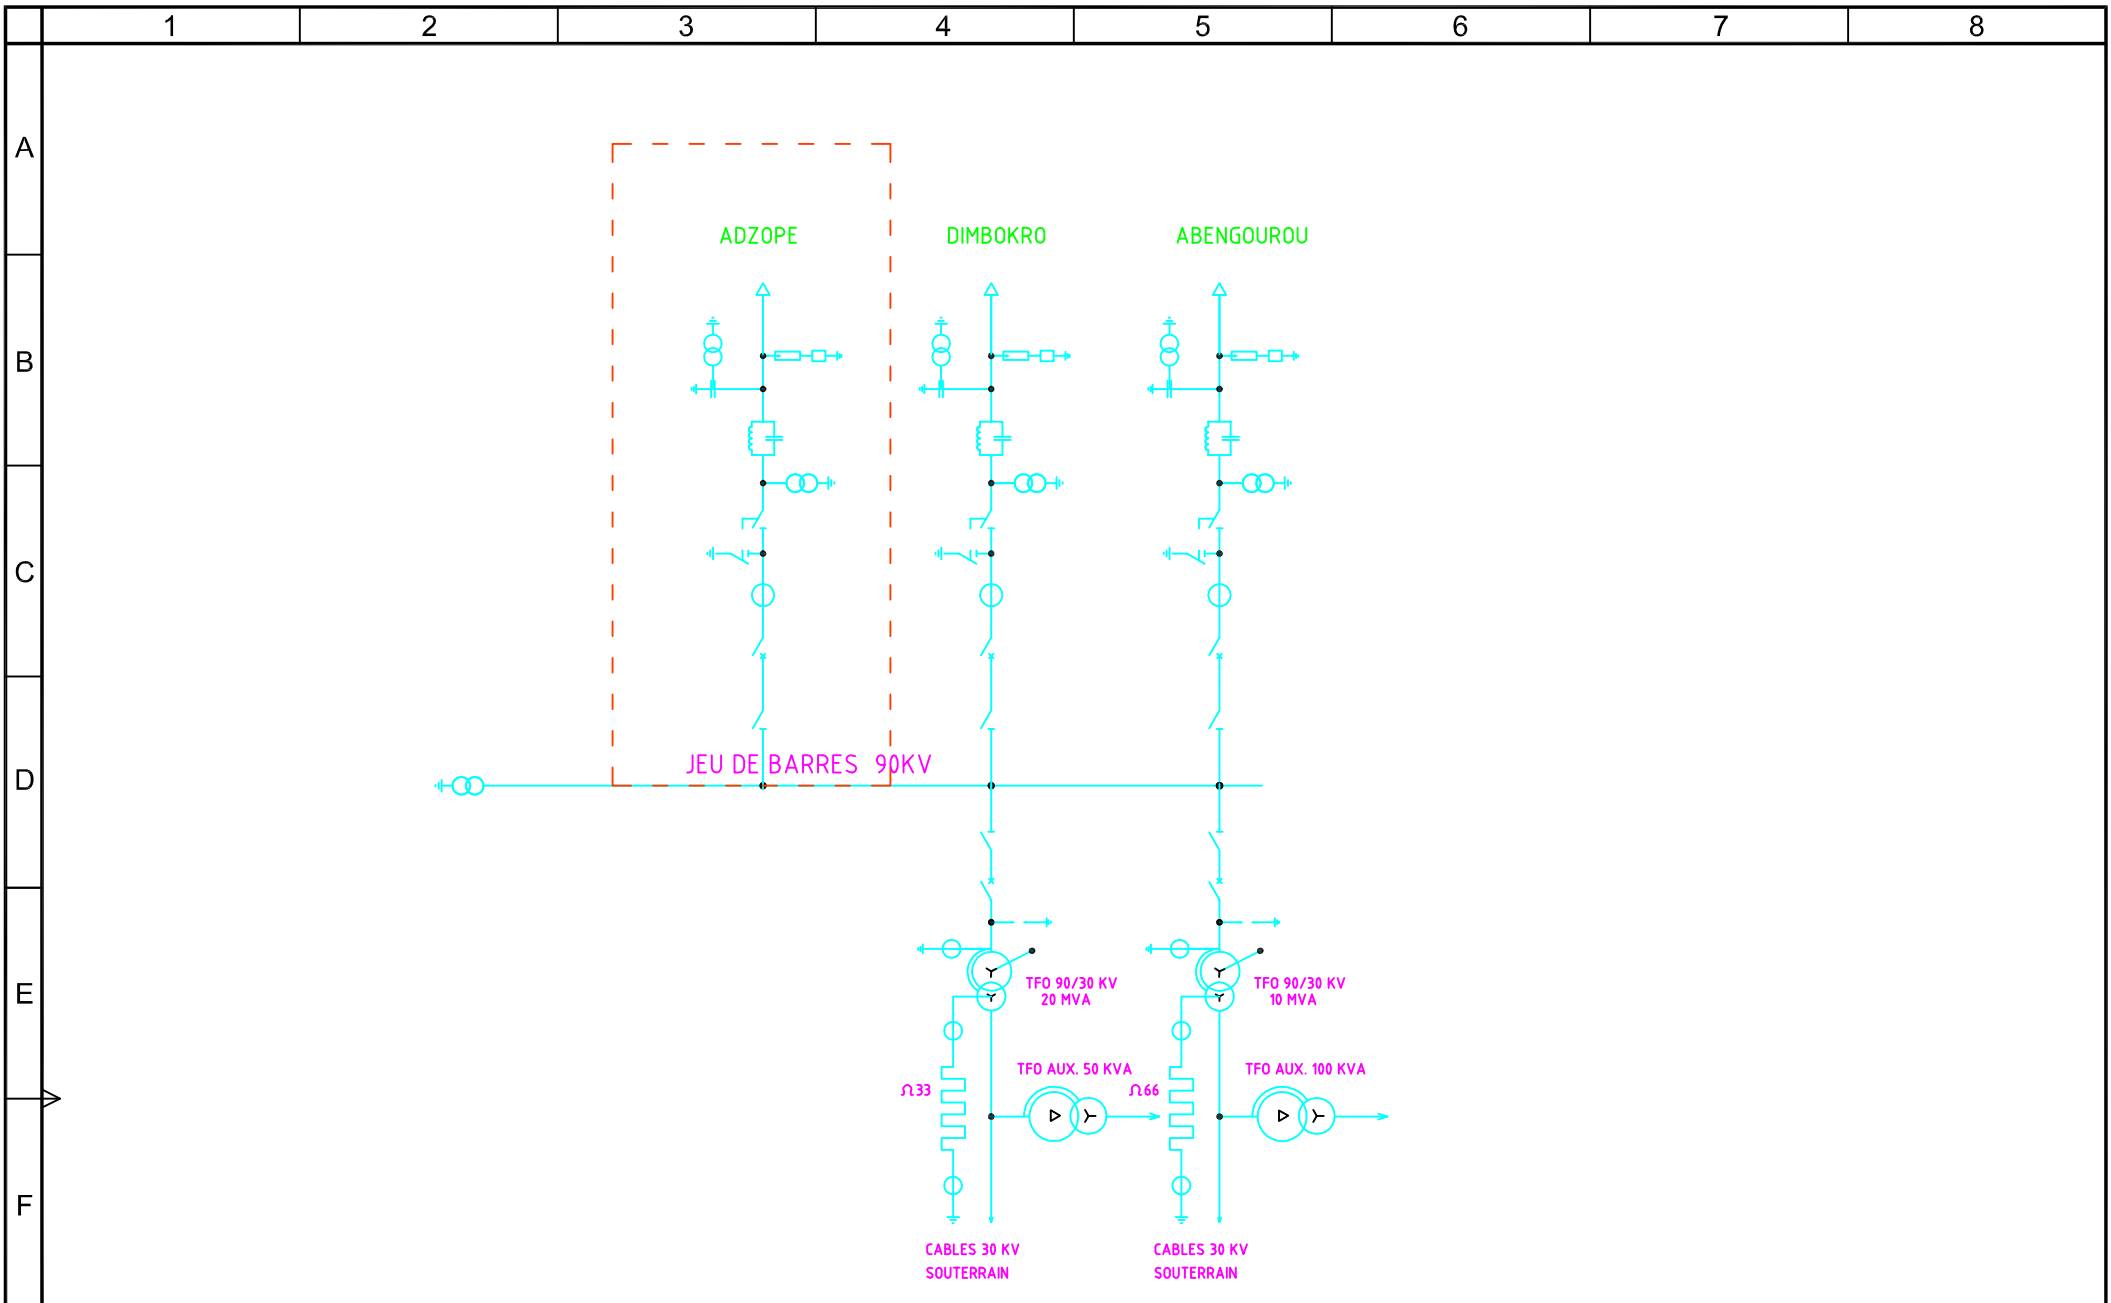 1 2 3 4 5 6 7 8
A
ADZOPE DIMBOKRO ABENGOUROU
B
C
JEU DE BARRES 90KV
D
E
TFO 90/30 KV
20 MVA
TFO 90/30 KV
10 MVA
TFO AUX. 50 KVA
TFO AUX. 100 KVA
Ω33
Ω66
F
CABLES 30 KV
SOUTERRAIN
CABLES 30 KV
SOUTERRAIN